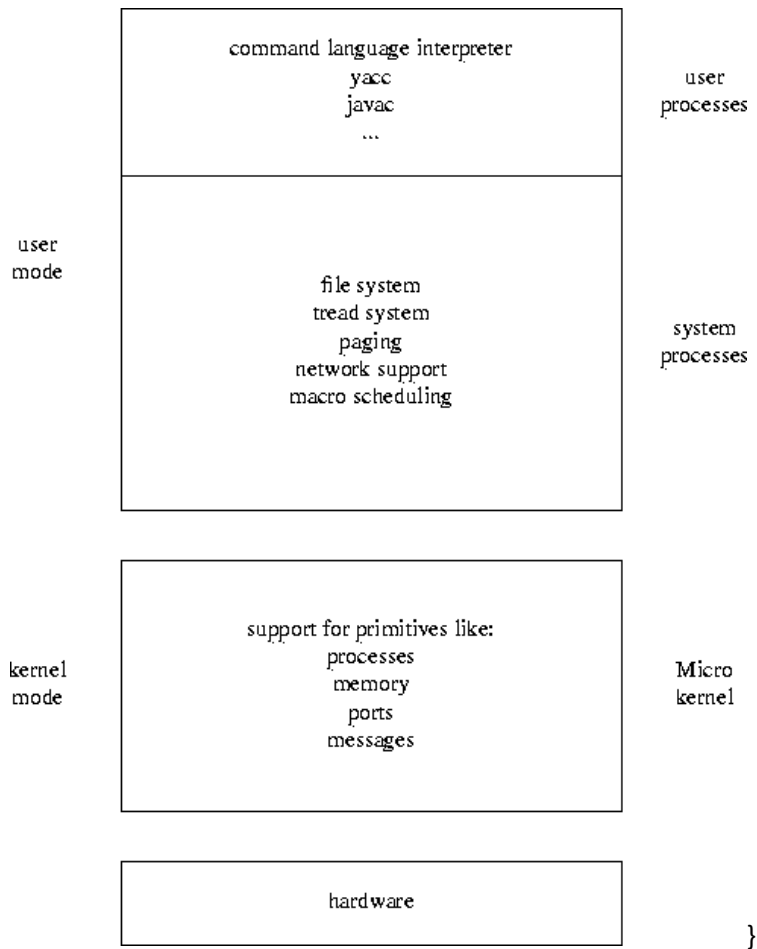 command language interpreter
yacc
javac
...
user
processes
user
mode
file system
tread system
paging
network support
macro scheduling
system
processes
support for primitives like:
processes
memory
ports
messages
kernel
mode
Micro
kernel
hardware
}